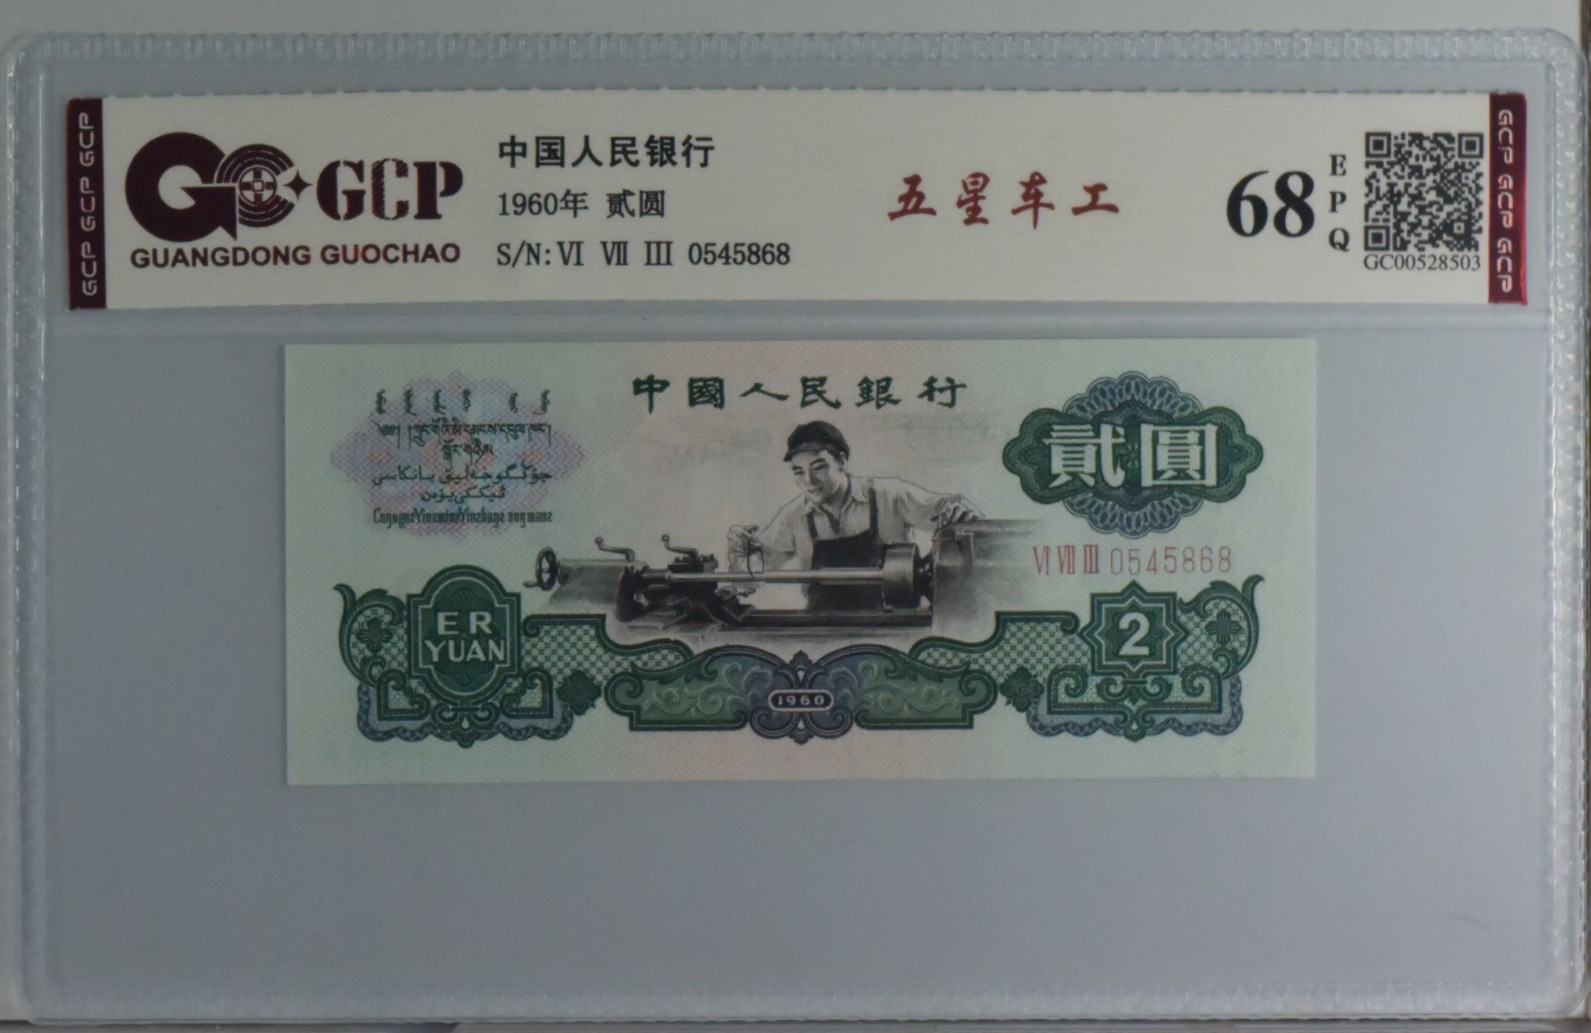 GCP GCP GCP
GCP
GUANGDONG GUOCHAO
中国人民银行
1960年 贰圆
S/N: VI VII III 0545868
五星车工
68
EPQ
GC00528503
GCP GCP GCP
中國人民銀行
貳圓
VI VII III 0545868
ER
YUAN
2
1960